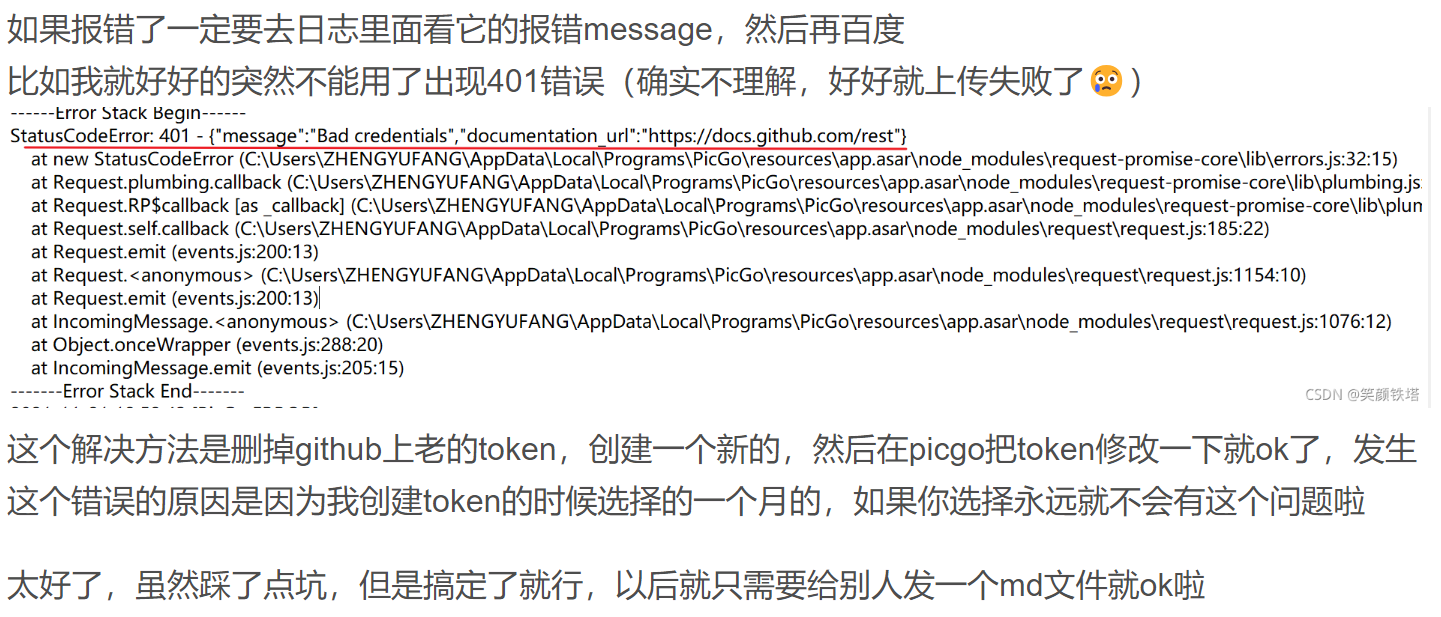 如果报错了一定要去日志里面看它的报错message，然后再百度
比如我就好好的突然不能用了出现401错误（确实不理解，好好就上传失败了😢）
------Error Stack Begin------
StatusCodeError: 401 - {"message":"Bad credentials","documentation_url":"https://docs.github.com/rest"}
at new StatusCodeError (C:\Users\ZHENGYUFANG\AppData\Local\Programs\PicGo\resources\app.asar\node_modules\request-promise-core\lib\errors.js:32:15)
at Request.plumbing.callback (C:\Users\ZHENGYUFANG\AppData\Local\Programs\PicGo\resources\app.asar\node_modules\request-promise-core\lib\plumbing.js
at Request.RP$callback [as _callback] (C:\Users\ZHENGYUFANG\AppData\Local\Programs\PicGo\resources\app.asar\node_modules\request-promise-core\lib\plum
at Request.self.callback (C:\Users\ZHENGYUFANG\AppData\Local\Programs\PicGo\resources\app.asar\node_modules\request\request.js:185:22)
at Request.emit (events.js:200:13)
at Request.<anonymous> (C:\Users\ZHENGYUFANG\AppData\Local\Programs\PicGo\resources\app.asar\node_modules\request\request.js:1154:10)
at Request.emit (events.js:200:13)
at IncomingMessage.<anonymous> (C:\Users\ZHENGYUFANG\AppData\Local\Programs\PicGo\resources\app.asar\node_modules\request\request.js:1076:12)
at Object.onceWrapper (events.js:288:20)
at IncomingMessage.emit (events.js:205:15)
-------Error Stack End-------
CSDN @笑颜铁塔
这个解决方法是删掉github上老的token，创建一个新的，然后在picgo把token修改一下就ok了，发生
这个错误的原因是因为我创建token的时候选择的一个月的，如果你选择永远就不会有这个问题啦
太好了，虽然踩了点坑，但是搞定了就行，以后就只需要给别人发一个md文件就ok啦